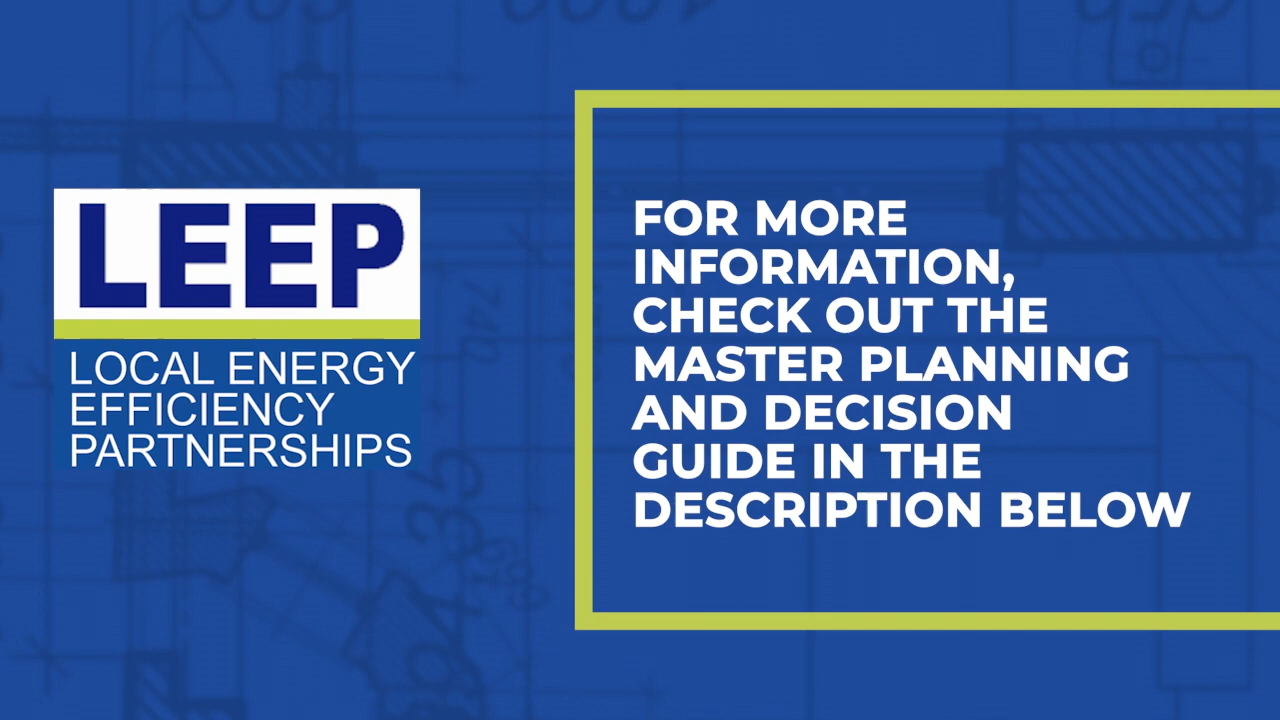 LEEP
LOCAL ENERGY
EFFICIENCY
PARTNERSHIPS
FOR MORE
INFORMATION,
CHECK OUT THE
MASTER PLANNING
AND DECISION
GUIDE IN THE
DESCRIPTION BELOW